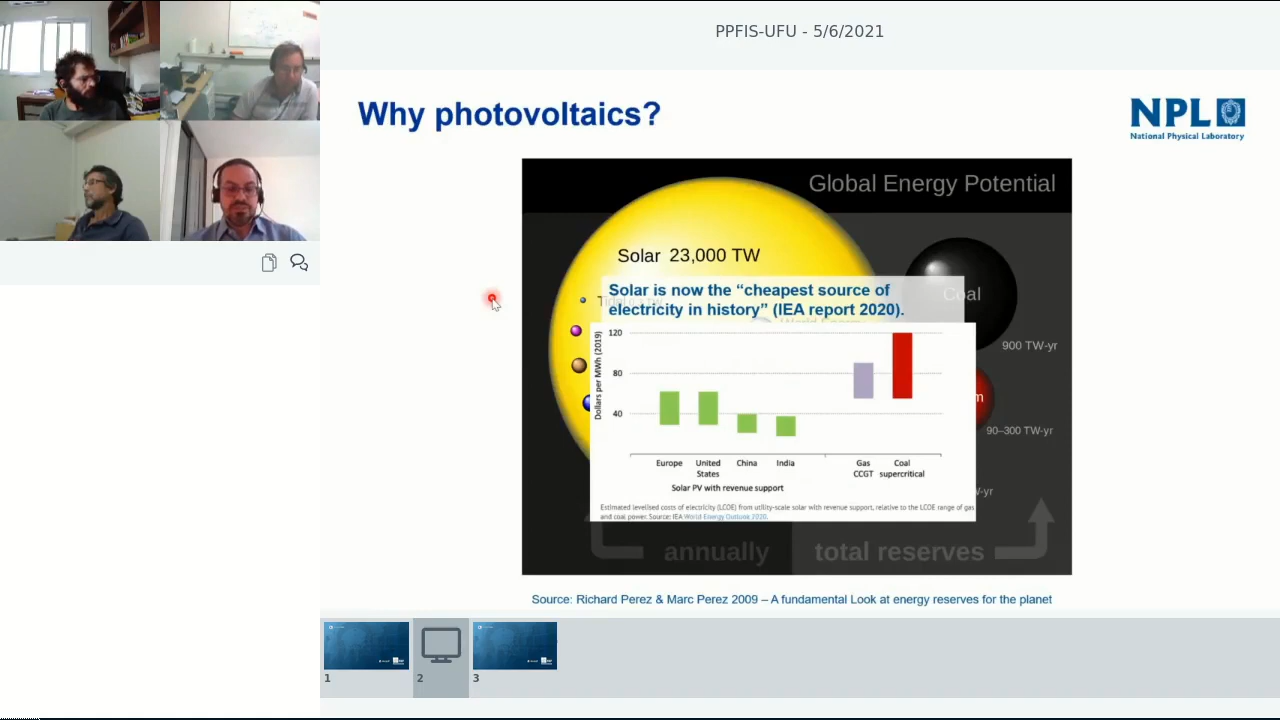 PPFIS-UFU - 5/6/2021
Why photovoltaics?
NPL
National Physical Laboratory
Global Energy Potential
Solar 23,000 TW
Solar is now the “cheapest source of
electricity in history” (IEA report 2020).
Coal
900 TW-yr
90–300 TW-yr
Dollars per MWh (2019)
120
80
40
Europe
United
States
China
India
Gas
CCGT
Coal
supercritical
Solar PV with revenue support
Estimated levelised costs of electricity (LCOE) from utility-scale solar with revenue support, relative to the LCOE range of gas
and coal power. Source: IEA World Energy Outlook 2020.
annually
total reserves
Source: Richard Perez & Marc Perez 2009 – A fundamental Look at energy reserves for the planet
1
2
3